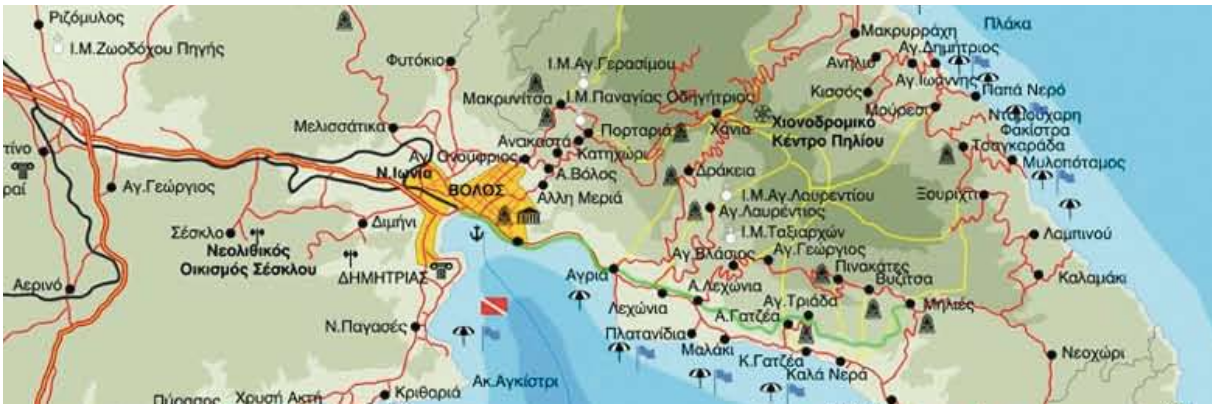 Ριζόμυλος
Ι.Μ.Ζωοδόχου Πηγής
Φυτόκιο
Ι.Μ.Αγ.Γερασίμου
Μακρυνίτσα
Ι.Μ.Παναγίας Οδηγήτριας
Μακρυρράχη
Πλάκα
Ανήλιο
Αγ.Δημήτριος
Αγ.Ιωάννης
Κισσός
Παπά Νερό
Μούρεσι
Νταμούχαρη
Φακίστρα
Μελισσάτικα
Ανακασιά
Πορταριά
Χάνια
Χιονοδρομικό
Κέντρο Πηλίου
Τσαγκαράδα
Μυλοπόταμος
Αγ. Ονούφριος
Κατηχώρι
Ν.Ιωνία
ΒΟΛΟΣ
Α.Βόλος
Άλλη Μεριά
Δράκεια
Ι.Μ.Αγ.Λαυρεντίου
Αγ.Λαυρέντιος
Ξουρίχτι
Αγ.Γεώργιος
Ι.Μ.Ταξιαρχών
Σέσκλο
Διμήνι
Νεολιθικός
Οικισμός Σέσκλου
ΔΗΜΗΤΡΙΑΣ
Αγ.Βλάσιος
Αγ.Γεώργιος
Λαμπινού
Αγριά
Πινακάτες
Βυζίτσα
Καλαμάκι
Αερινό
Λεχώνια
Α.Λεχώνια
Αγ.Τριάδα
Μηλιές
Ν.Παγασές
Πλατανίδια
Α.Γατζέα
Μαλάκι
Κ.Γατζέα
Καλά Νερά
Νεοχώρι
Ακ.Αγκίστρι
Κριθαριά
Χρυσή Ακτή